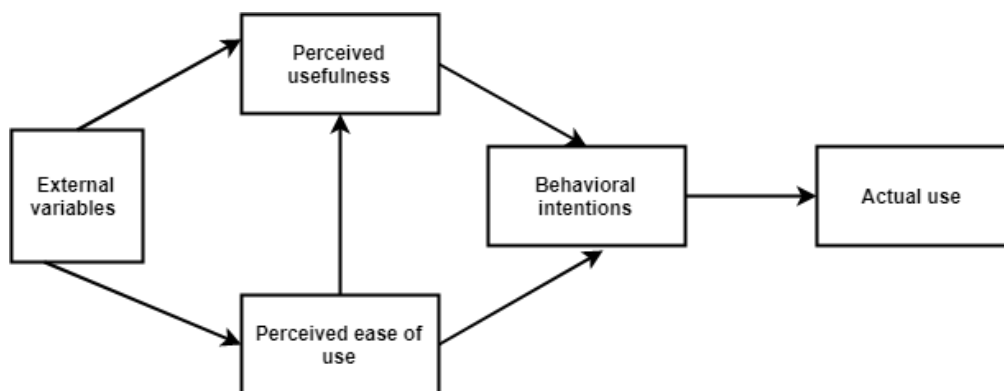 Perceived
usefulness
External
variables
Behavioral
intentions
Actual use
Perceived ease of
use